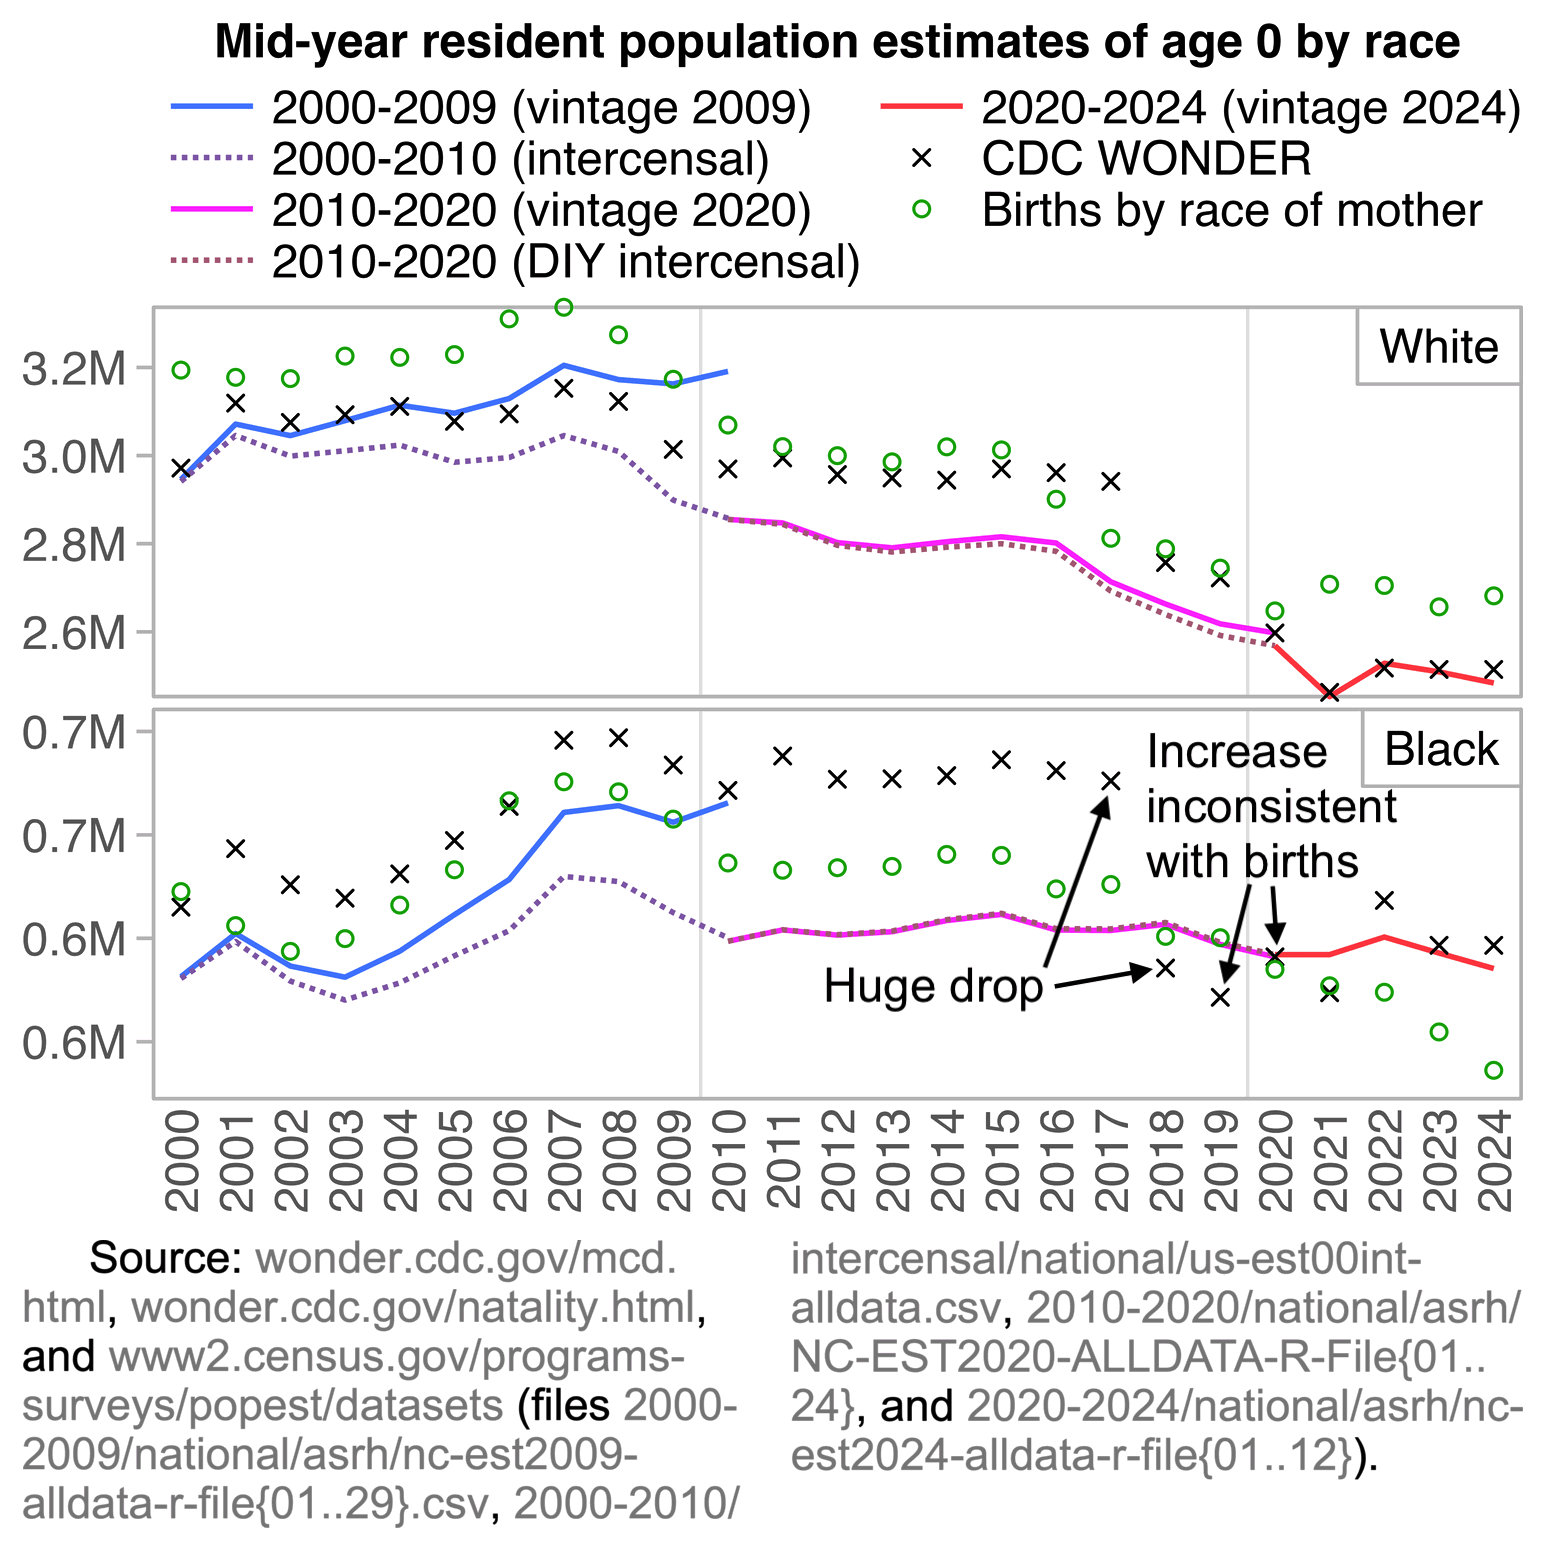 Mid-year resident population estimates of age 0 by race
2000-2009 (vintage 2009)
2000-2010 (intercensal)
2010-2020 (vintage 2020)
2010-2020 (DIY intercensal)
2020-2024 (vintage 2024)
CDC WONDER
Births by race of mother
White
3.2M
3.0M
2.8M
2.6M
Black
0.7M
0.7M
0.6M
0.6M
Increase
inconsistent
with births
Huge drop
2000
2001
2002
2003
2004
2005
2006
2007
2008
2009
2010
2011
2012
2013
2014
2015
2016
2017
2018
2019
2020
2021
2022
2023
2024
Source: wonder.cdc.gov/mcd.
html, wonder.cdc.gov/natality.html,
and www2.census.gov/programs-
surveys/popest/datasets (files 2000-
2009/national/asrh/nc-est2009-
alldata-r-file{01..29}.csv, 2000-2010/
intercensal/national/us-est00int-
alldata.csv, 2010-2020/national/asrh/
NC-EST2020-ALLDATA-R-File{01..
24}, and 2020-2024/national/asrh/nc-
est2024-alldata-r-file{01..12}).